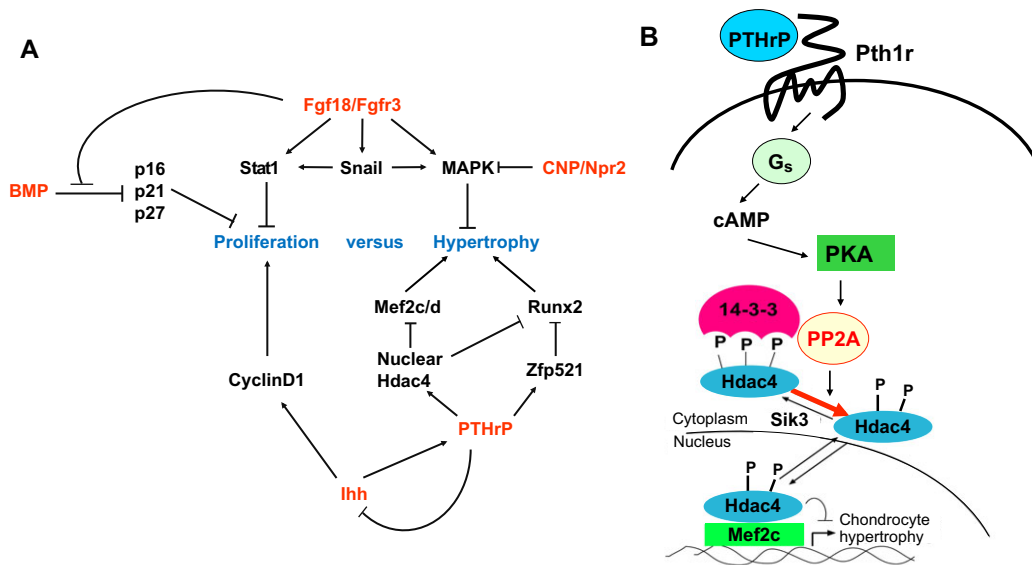 A
Fgf18/Fgfr3
Stat1
Snail
MAPK
CNP/Npr2
BMP
p16
p21
p27
Proliferation versus Hypertrophy
Mef2c/d
Runx2
Nuclear
Hdac4
Zfp521
CyclinD1
PTHrP
Ihh
B
PTHrP
Pth1r
Gs
cAMP
PKA
14-3-3
P P P
PP2A
Hdac4
P P
Sik3
Hdac4
Cytoplasm
Nucleus
P P
Hdac4
Mef2c
Chondrocyte
hypertrophy